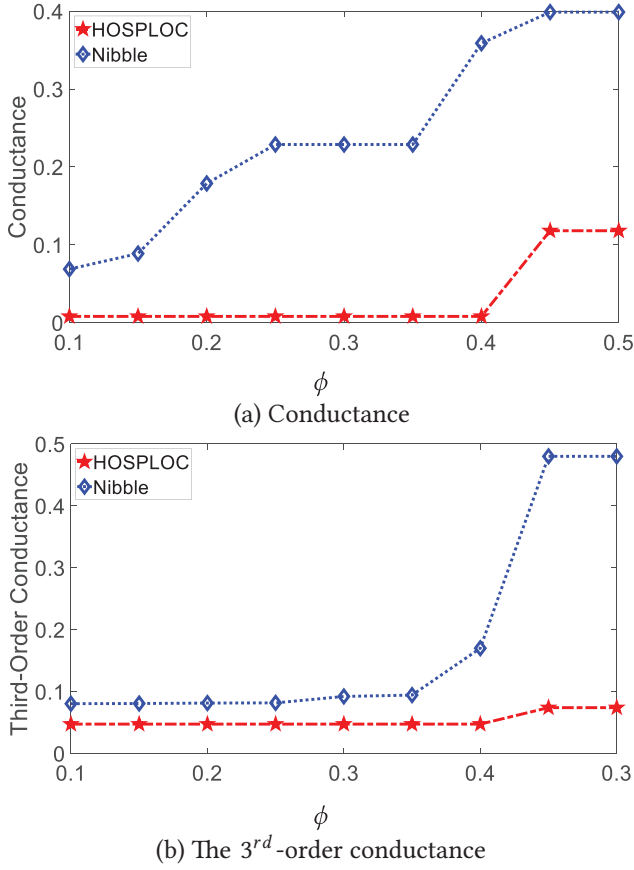 0.4
HOSPLOC
Nibble
0.3
Conductance
0.2
0.1
0
0.1 0.2 0.3 0.4 0.5
ϕ
(a) Conductance
0.5
HOSPLOC
Nibble
0.4
Third-Order Conductance
0.3
0.2
0.1
0
0.1 0.2 0.3 0.4 0.3
ϕ
(b) The 3rd-order conductance